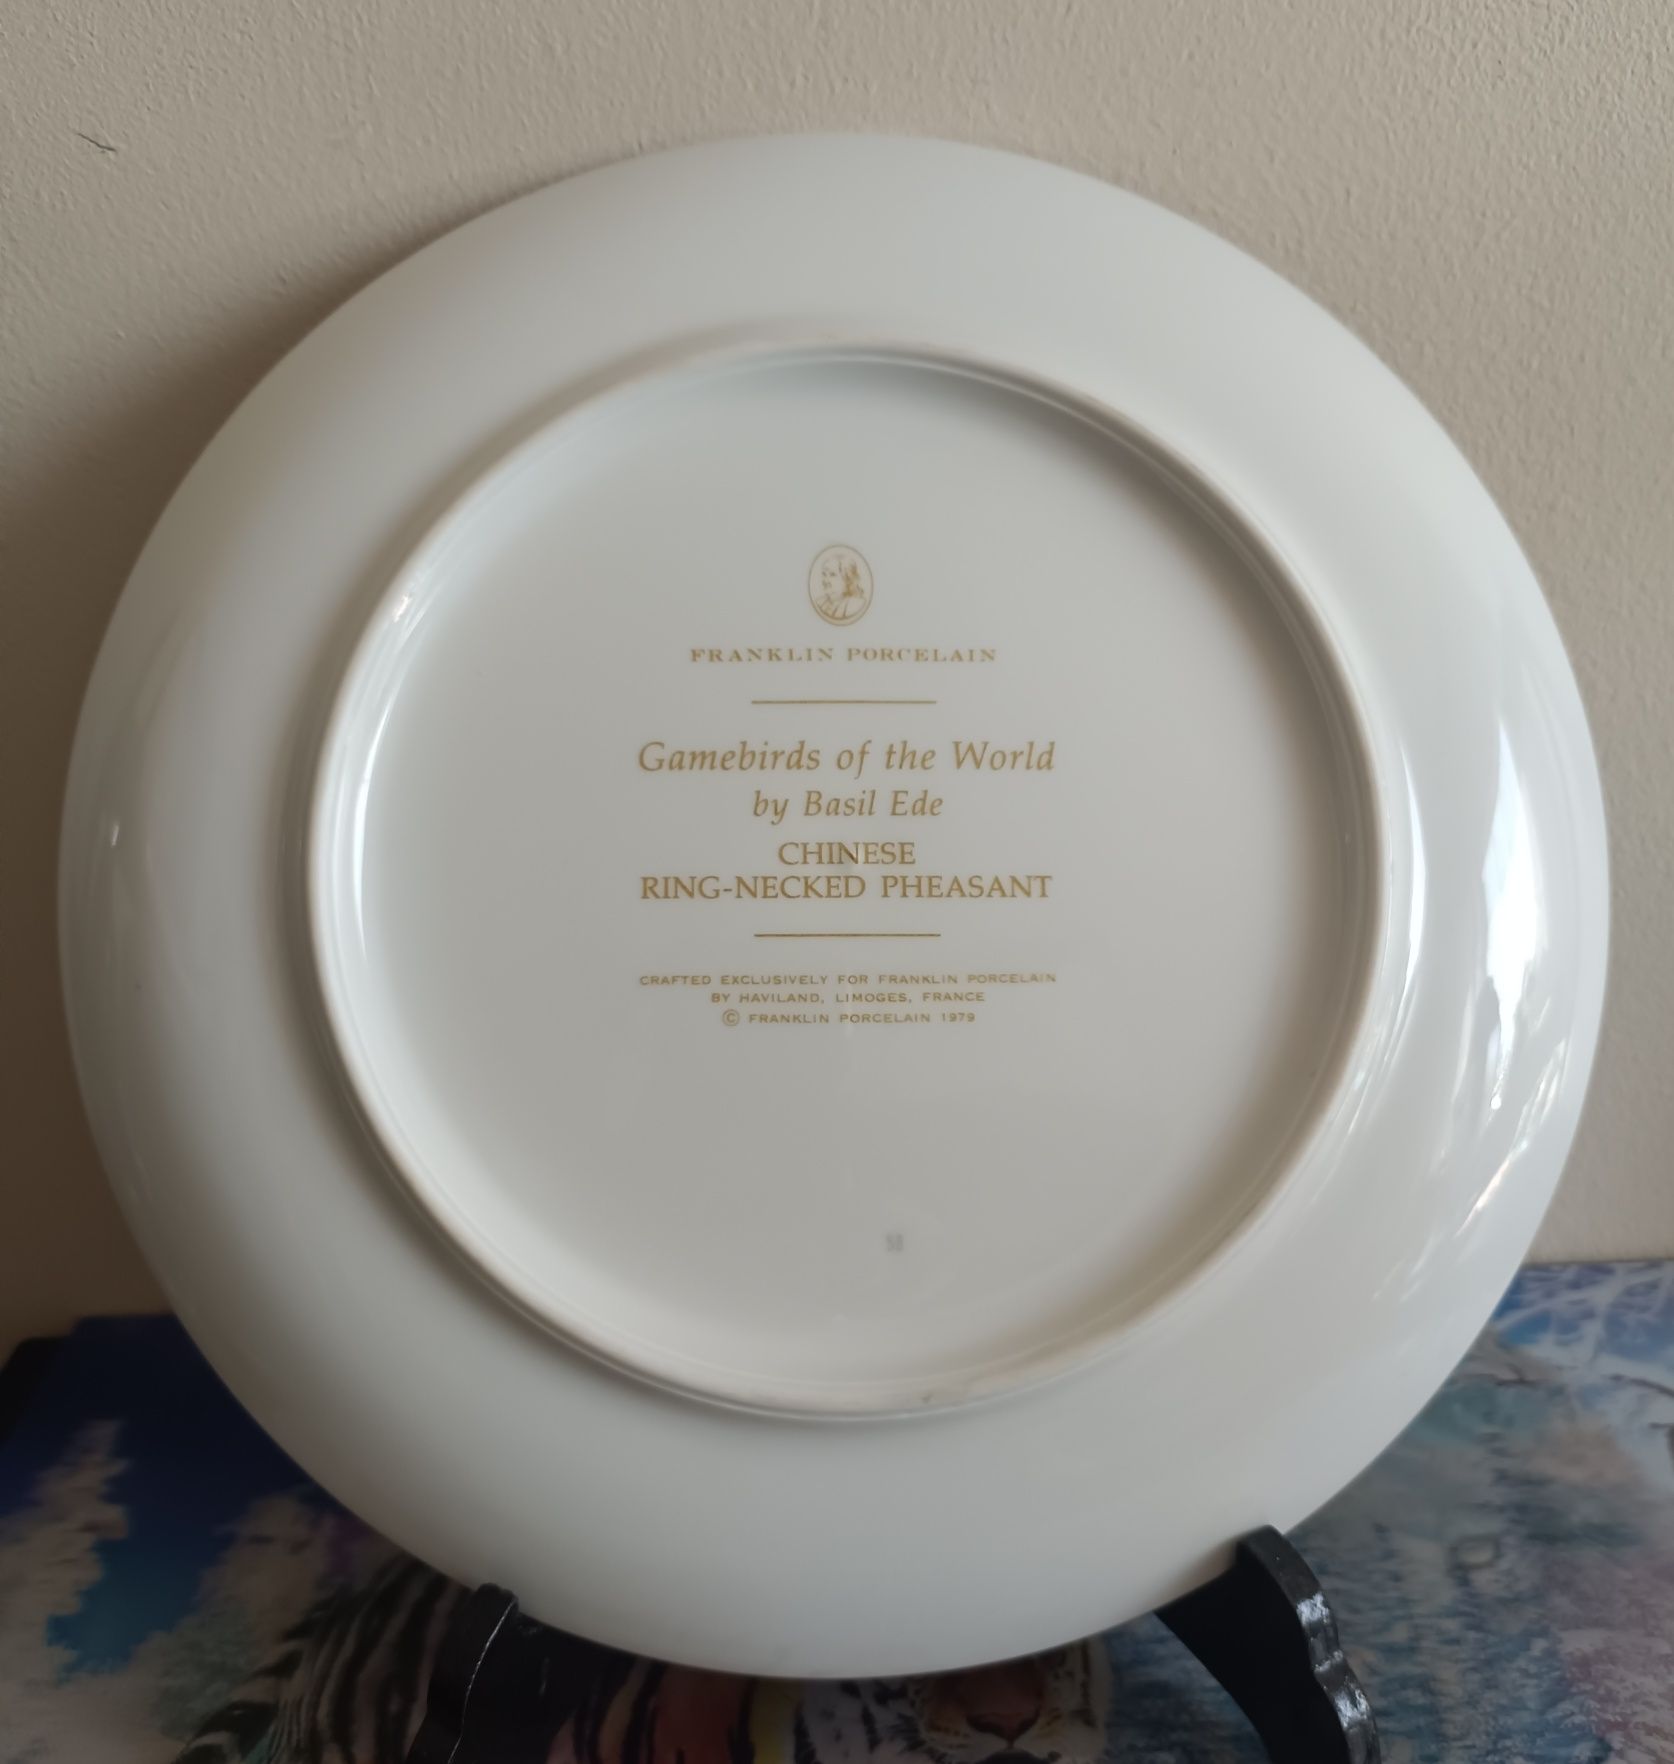 FRANKLIN PORCELAIN
Gamebirds of the World
by Basil Ede
CHINESE
RING-NECKED PHEASANT
CRAFTED EXCLUSIVELY FOR FRANKLIN PORCELAIN
BY HAVILAND, LIMOGES, FRANCE
© FRANKLIN PORCELAIN 1979